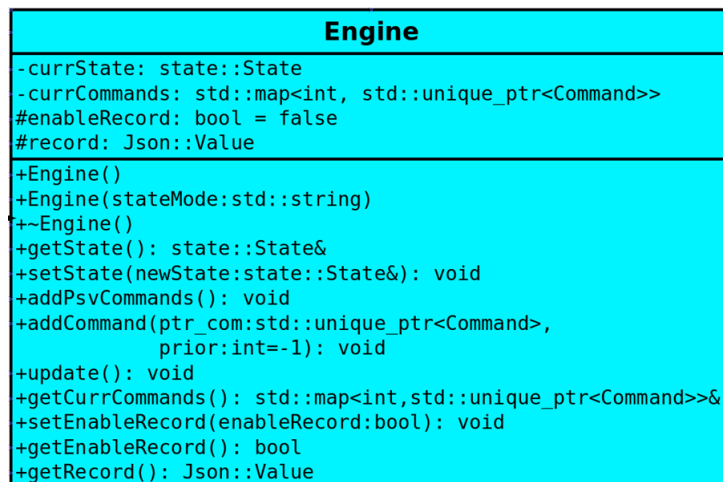 Engine
-currState: state::State
-currCommands: std::map<int, std::unique_ptr<Command>>
#enableRecord: bool = false
#record: Json::Value
+Engine()
+Engine(stateMode:std::string)
+~Engine()
+getState(): state::State&
+setState(newState:state::State&): void
+addPsvCommands(): void
+addCommand(ptr_com:std::unique_ptr<Command>,
prior:int=-1): void
+update(): void
+getCurrCommands(): std::map<int,std::unique_ptr<Command>>&
+setEnableRecord(enableRecord:bool): void
+getEnableRecord(): bool
+getRecord(): Json::Value